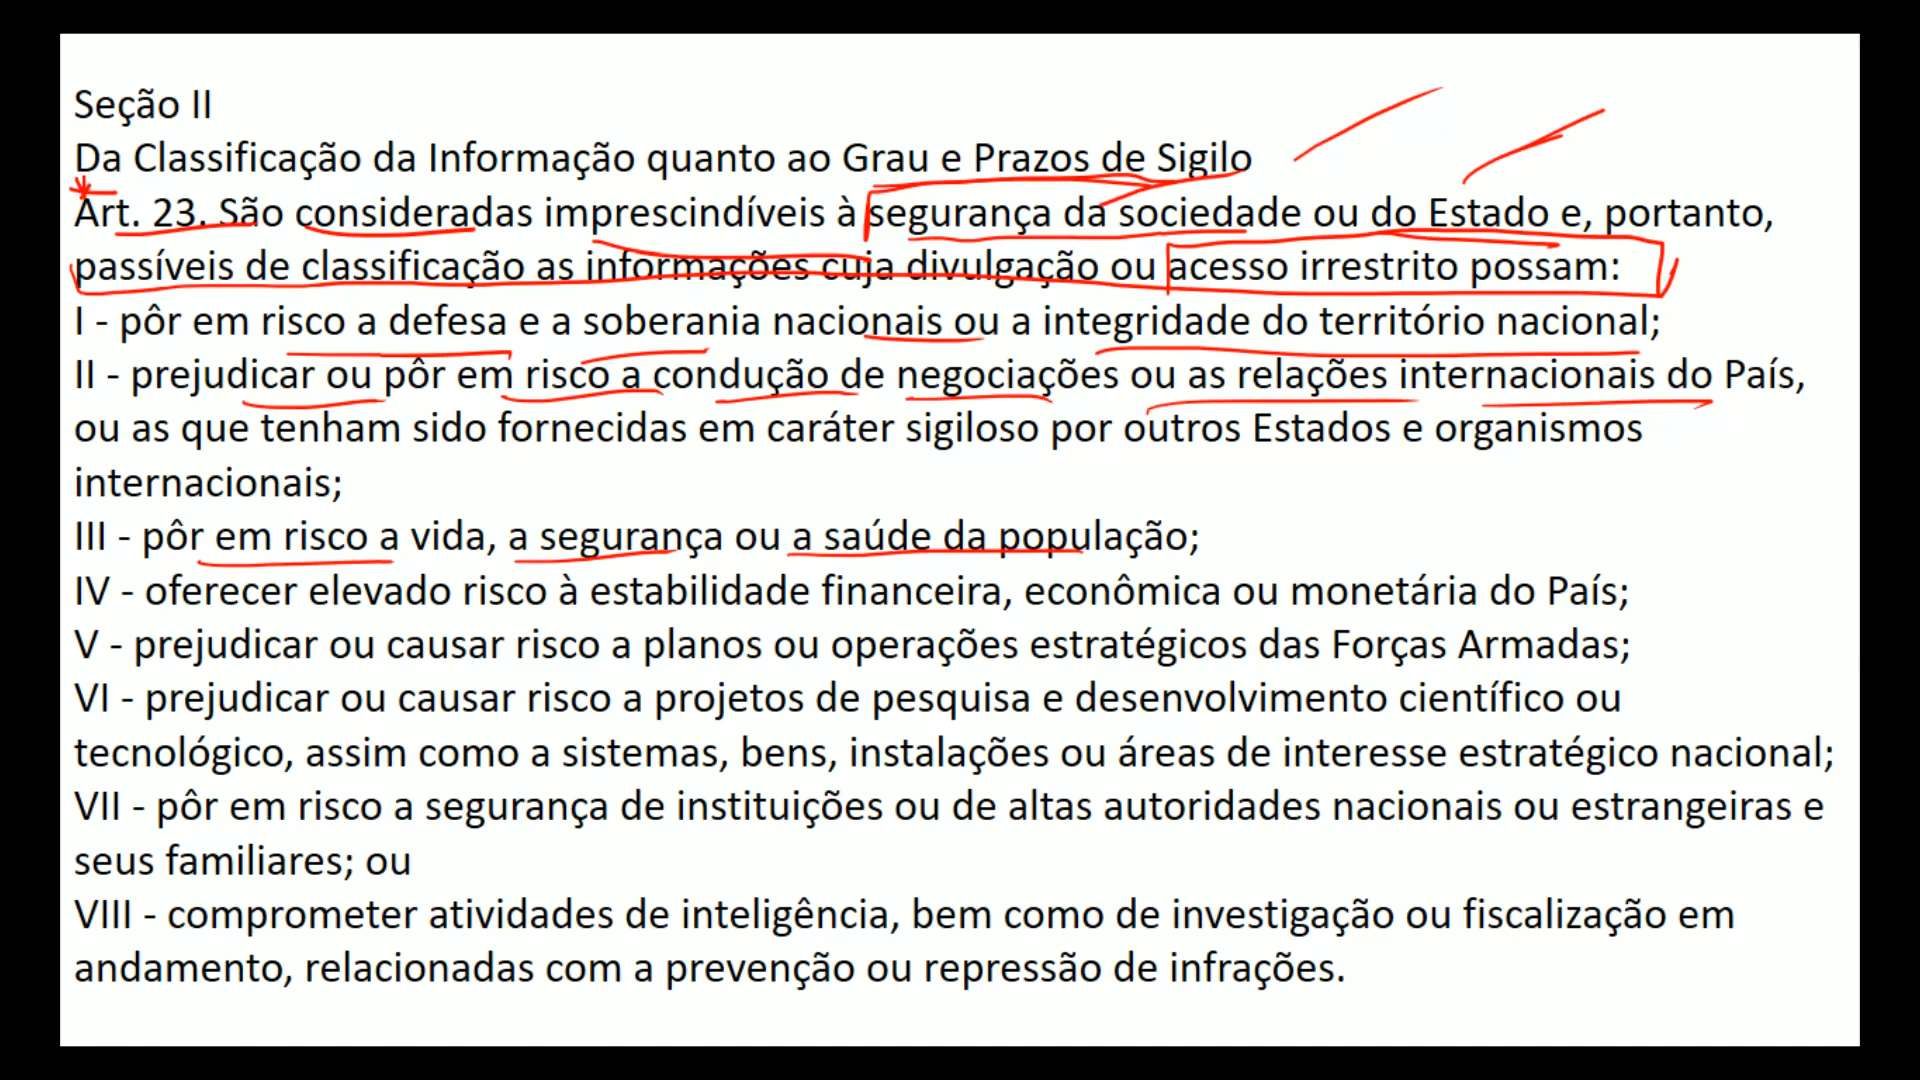 Seção II
Da Classificação da Informação quanto ao Grau e Prazos de Sigilo
Art. 23. São consideradas imprescindíveis à segurança da sociedade ou do Estado e, portanto,
passíveis de classificação as informações cuja divulgação ou acesso irrestrito possam:
I - pôr em risco a defesa e a soberania nacionais ou a integridade do território nacional;
II - prejudicar ou pôr em risco a condução de negociações ou as relações internacionais do País,
ou as que tenham sido fornecidas em caráter sigiloso por outros Estados e organismos
internacionais;
III - pôr em risco a vida, a segurança ou a saúde da população;
IV - oferecer elevado risco à estabilidade financeira, econômica ou monetária do País;
V - prejudicar ou causar risco a planos ou operações estratégicos das Forças Armadas;
VI - prejudicar ou causar risco a projetos de pesquisa e desenvolvimento científico ou
tecnológico, assim como a sistemas, bens, instalações ou áreas de interesse estratégico nacional;
VII - pôr em risco a segurança de instituições ou de altas autoridades nacionais ou estrangeiras e
seus familiares; ou
VIII - comprometer atividades de inteligência, bem como de investigação ou fiscalização em
andamento, relacionadas com a prevenção ou repressão de infrações.